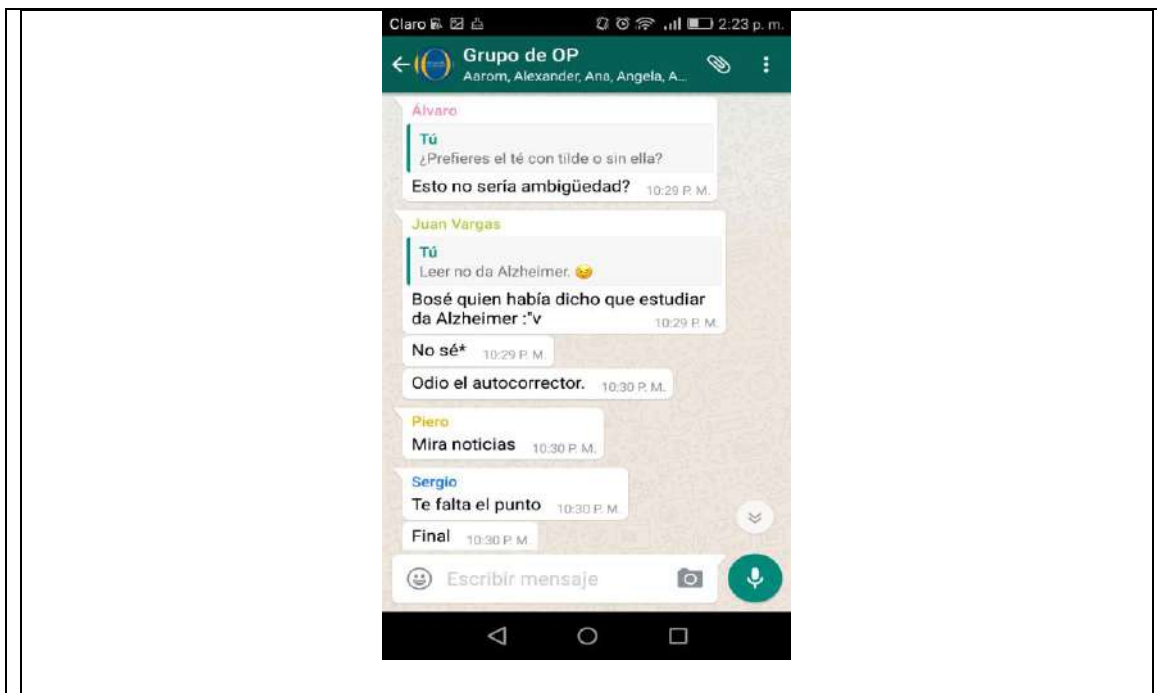 Claro 2:23 p. m.
Grupo de OP
Aarom, Alexander, Ana, Angela, A...
Álvaro
Tú
¿Prefieres el té con tilde o sin ella?
Esto no sería ambigüedad? 10:29 P. M.
Juan Vargas
Tú
Leer no da Alzheimer. 😆
Bosé quien había dicho que estudiar
da Alzheimer :"v 10:29 P. M.
No sé* 10:29 P. M.
Odio el autocorrector. 10:30 P. M.
Piero
Mira noticias 10:30 P. M.
Sergio
Te falta el punto 10:30 P. M.
Final 10:30 P. M.
Escribir mensaje